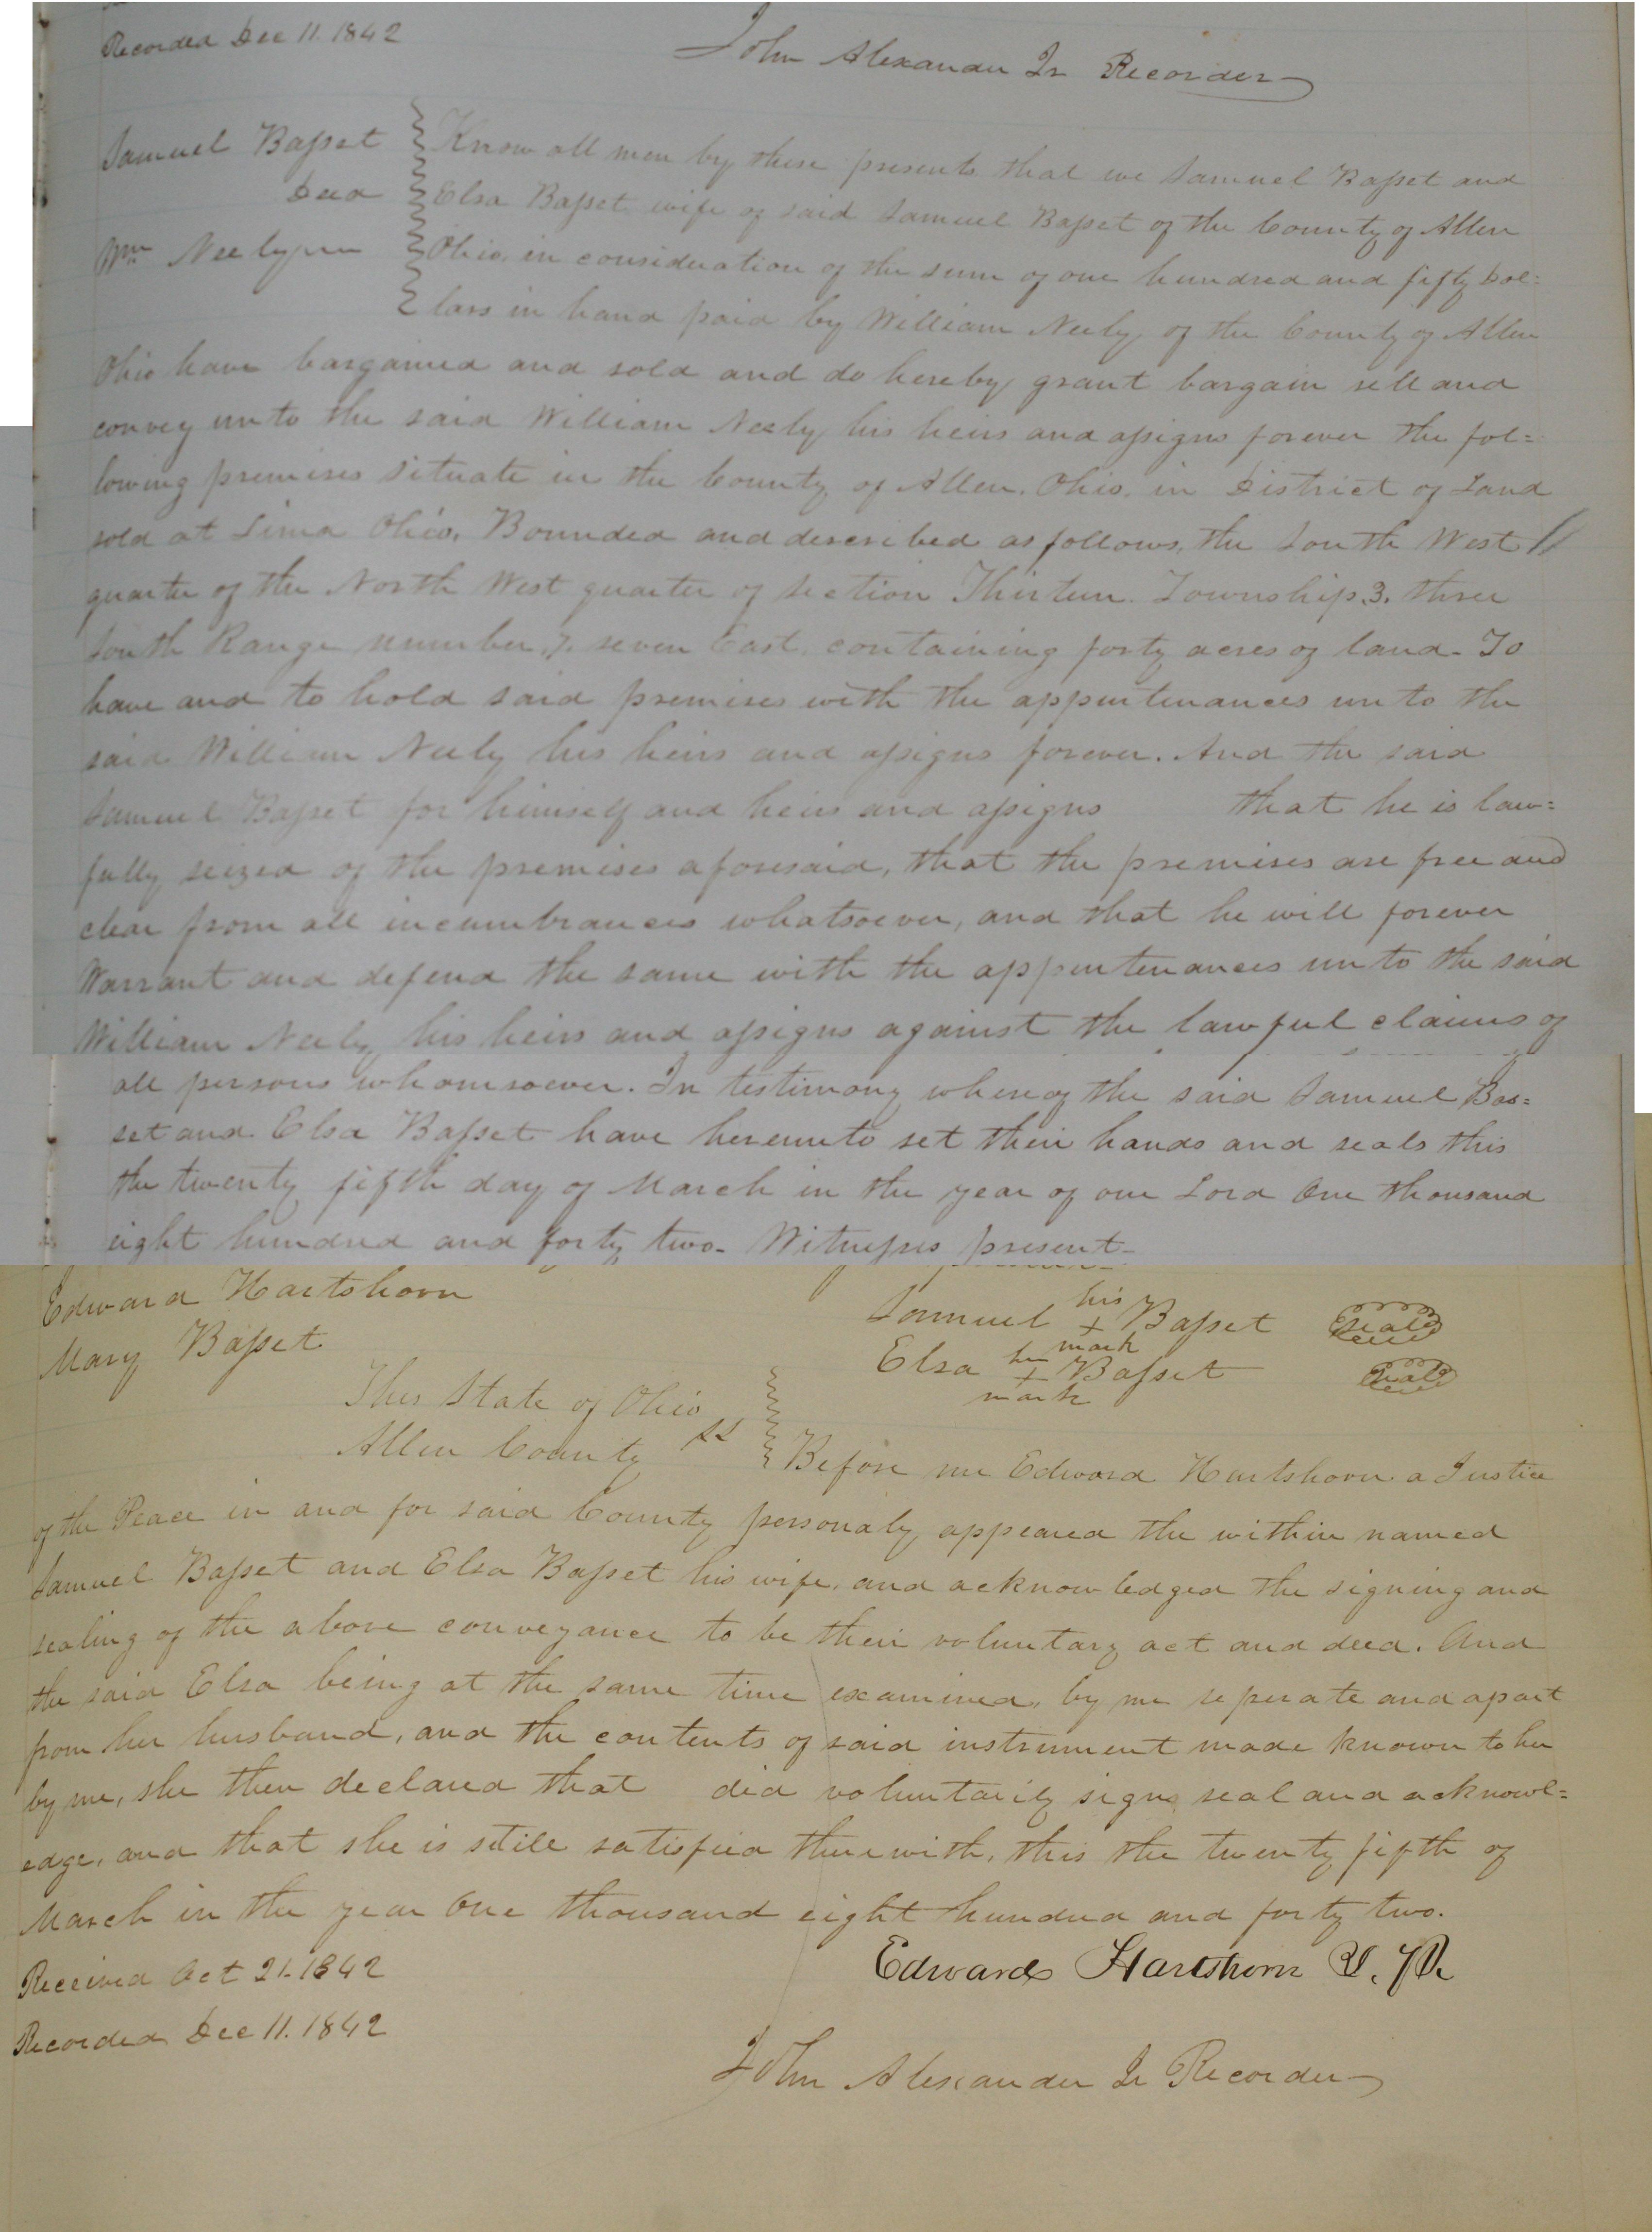 Recorded Dec 11. 1842
John Alexander Jr Recorder
Samuel Baſset
Deed
Wm Neely
Know all men by these presents that we Samuel Baſset and
Elsa Baſset wife of said Samuel Baſset of the County of Allen
Ohio, in consideration of the sum of one hundred and fifty Dol=
lars in hand paid by William Neely, of the County of Allen
Ohio have bargained and sold and do hereby grant bargain sell and
convey unto the said William Neely his heirs and aſsigns forever the fol=
lowing premises situate in the County of Allen. Ohio. in District of Land
sold at Lima Ohio. Bounded and described as follows, the South West
quarter of the North West quarter of Section Thirteen. Township. 3. three
South Range number, 7. seven East, containing forty acres of land. To
have and to hold said premises with the appurtenances unto the
said William Neely his heirs and aſsigns forever. And the said
Samuel Baſset for himself and heirs and aſsigns that he is law=
fully seized of the premises aforesaid, that the premises are free and
clear from all incumbrances whatsoever, and that he will forever
Warrant and defend the same with the appurtenances unto the said
William Neely, his heirs and aſsigns against the lawful claims of
all persons whomsoever. In testimony whereof the said Samuel Bas=
set and Elsa Baſset have hereunto set their hands and seals this
the twenty fifth day of March in the year of our Lord One thousand
eight hundred and forty two. Witneſses present
Edward Hartshorn
Mary Baſset
his
Samuel + Baſset Seal
mark
her
Elsa + Baſset Seal
mark
The State of Ohio
Allen County SS
Before me Edward Hartshorn a Justice
of the Peace in and for said County personaly appeared the within named
Samuel Baſset and Elsa Baſset his wife, and acknowledged the signing and
sealing of the above conveyance to be their voluntary act and deed. And
the said Elsa being at the same time examined, by me seperate and apart
from her husband, and the contents of said instrument made known to her
by me, she then declared that did voluntarily sign, seal and acknowl=
edge, and that she is still satisfied therewith, this the twenty fifth of
March in the year One thousand eight hundred and forty two.
Edward Hartshorn J. P.
Received Oct 21. 1842
Recorded Dec 11. 1842
John Alexander Jr Recorder